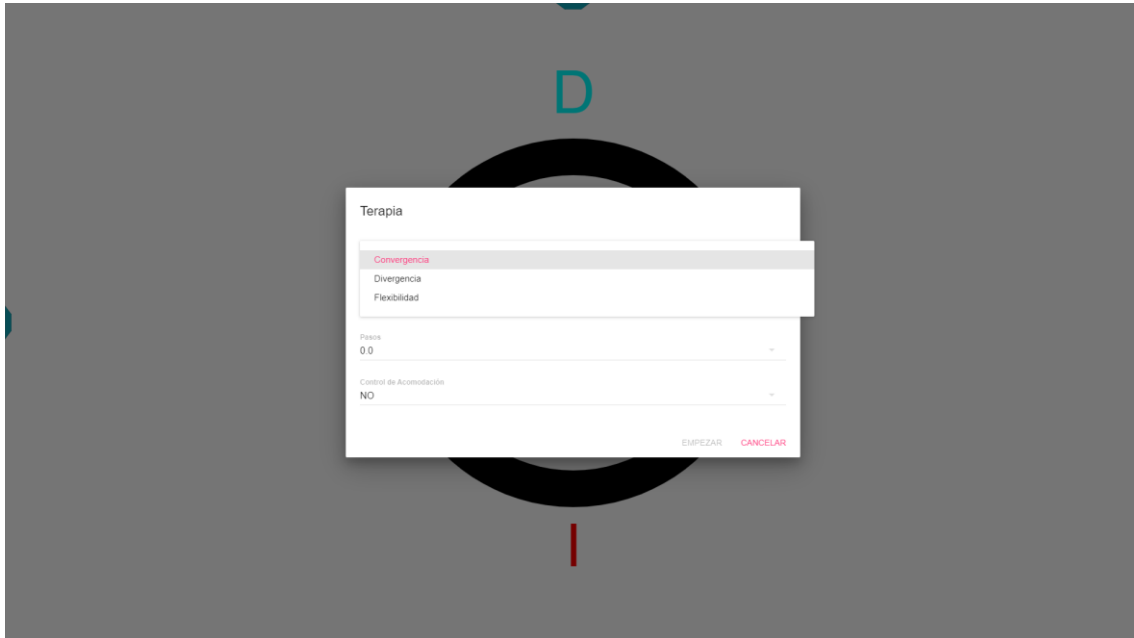 D
Terapia
Convergencia
Divergencia
Flexibilidad
Pesos
0.0
Control de Acomodación
NO
EMPEZAR CANCELAR
I